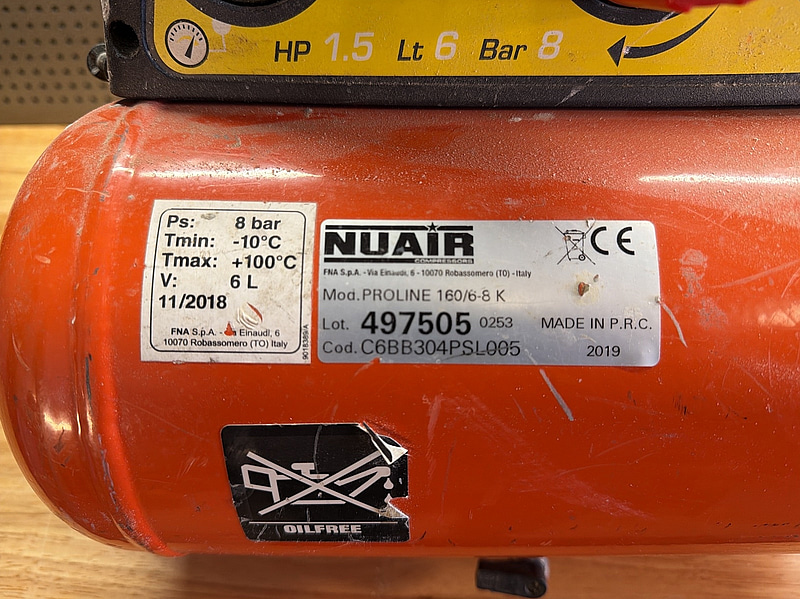 HP 1.5 Lt 6 Bar 8
Ps: 8 bar
Tmin: -10°C
Tmax: +100°C
V: 6 L
11/2018
FNA S.p.A. - Via Einaudi, 6
10070 Robassomero (TO) Italy
9018389/A
NUAIR
COMPRESSORS
CE
FNA S.p.A. - Via Einaudi, 6 - 10070 Robassomero (TO) - Italy
Mod. PROLINE 160/6-8 K
Lot. 497505 0253 MADE IN P.R.C.
Cod. C6BB304PSL005 2019
OILFREE